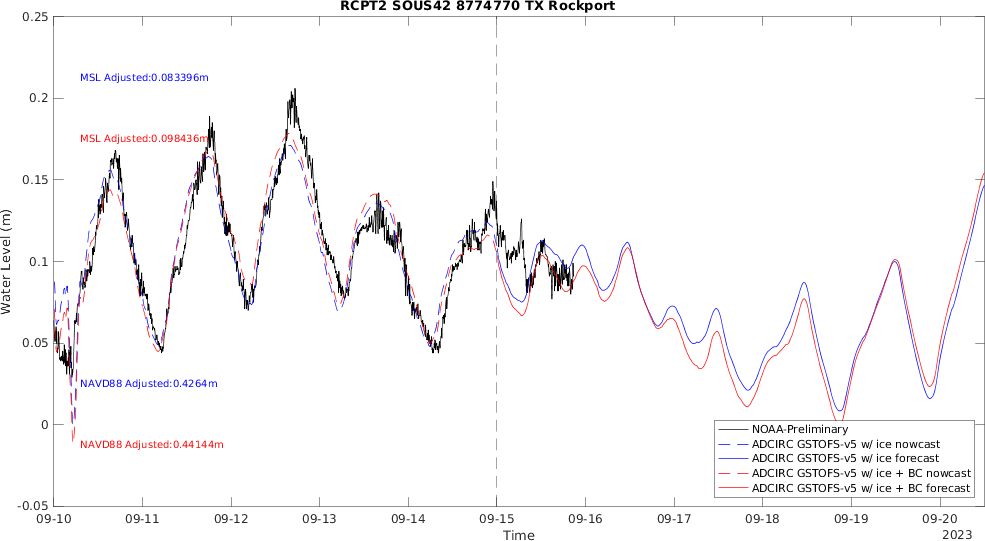 RCPT2 SOUS42 8774770 TX Rockport
0.25
0.2
0.15
0.1
0.05
0
-0.05
Water Level (m)
MSL Adjusted:0.083396m
MSL Adjusted:0.098436m
NAVD88 Adjusted:0.4264m
NAVD88 Adjusted:0.44144m
NOAA-Preliminary
ADCIRC GSTOFS-v5 w/ ice nowcast
ADCIRC GSTOFS-v5 w/ ice forecast
ADCIRC GSTOFS-v5 w/ ice + BC nowcast
ADCIRC GSTOFS-v5 w/ ice + BC forecast
09-10 09-11 09-12 09-13 09-14 09-15 09-16 09-17 09-18 09-19 09-20
Time
2023